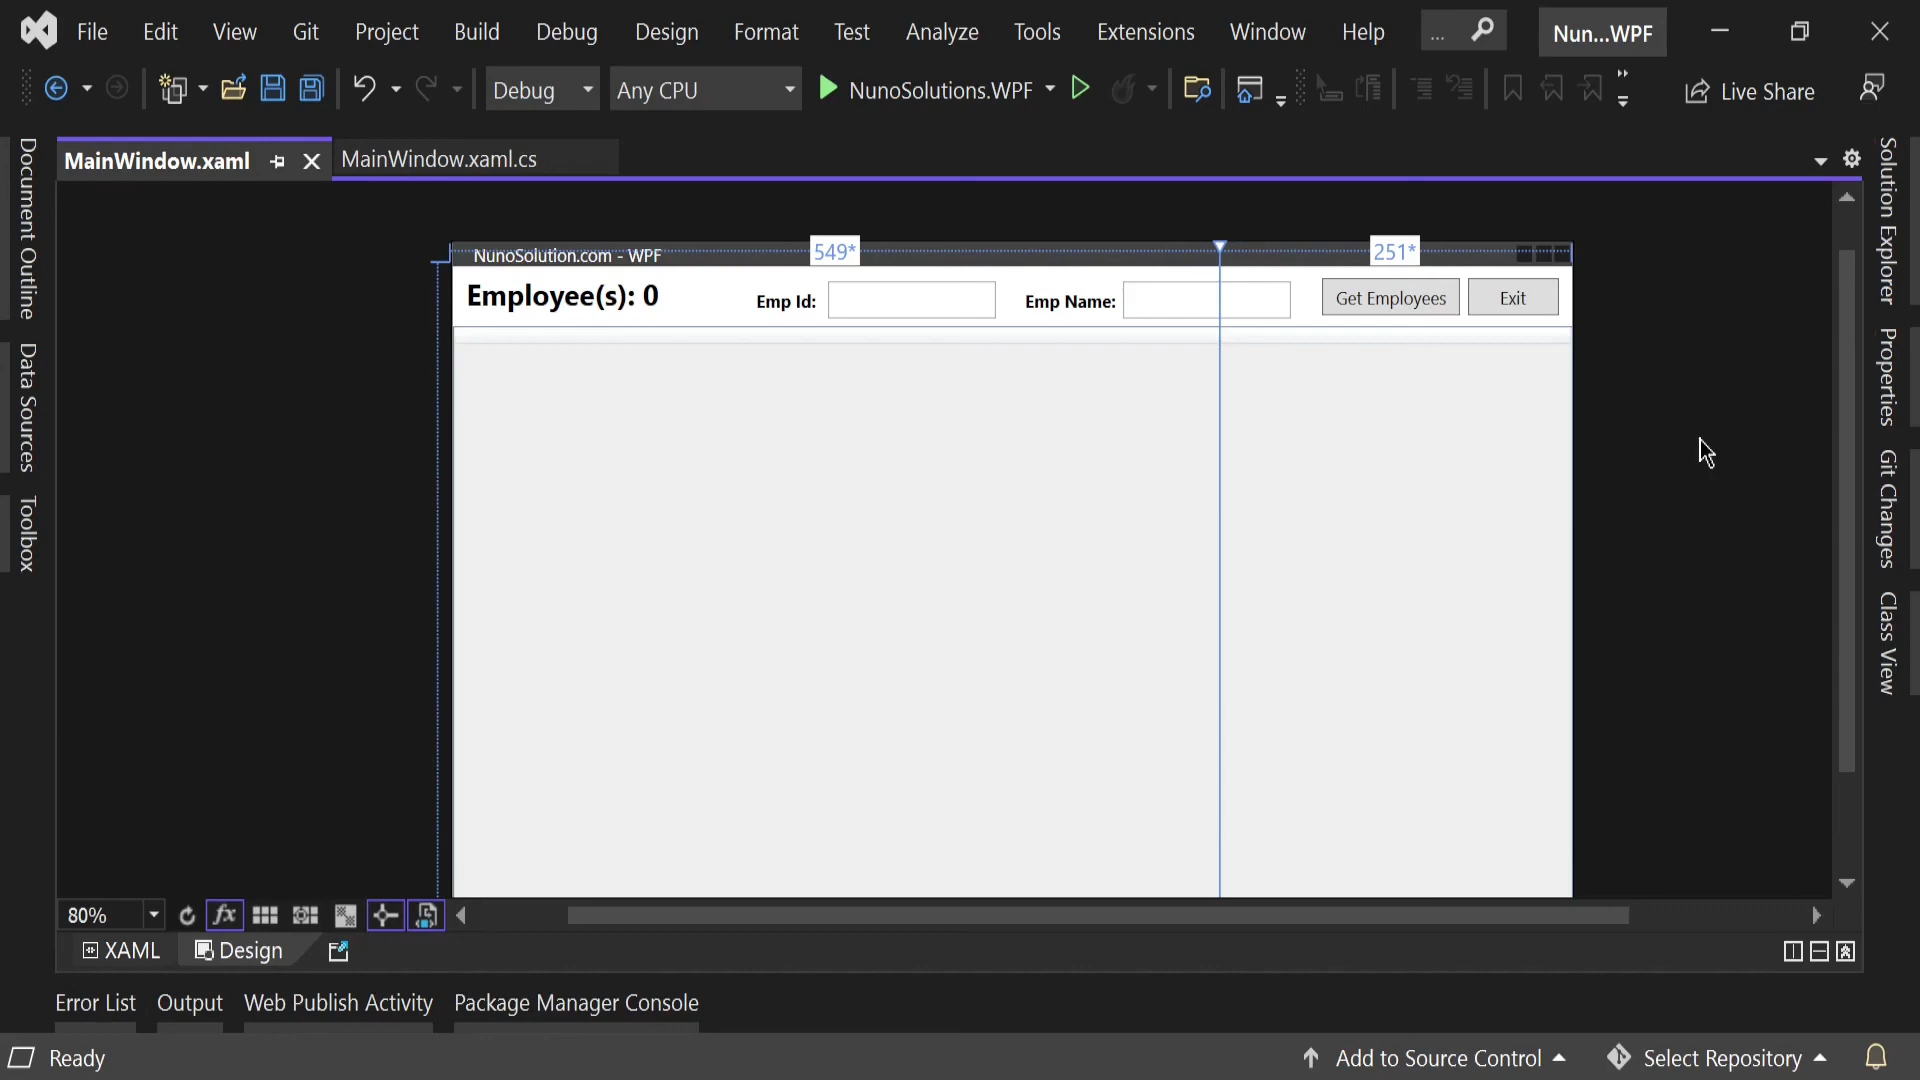 File Edit View Git Project Build Debug Design Format Test Analyze Tools Extensions Window Help ... Nun...WPF
Debug Any CPU NunoSolutions.WPF Live Share
MainWindow.xaml MainWindow.xaml.cs
Document Outline
Data Sources
Toolbox
549* 251*
NunoSolution.com - WPF
Employee(s): 0 Emp Id: Emp Name: Get Employees Exit
Solution Explorer
Properties
Git Changes
Class View
80% fx
XAML Design
Error List Output Web Publish Activity Package Manager Console
Ready Add to Source Control Select Repository